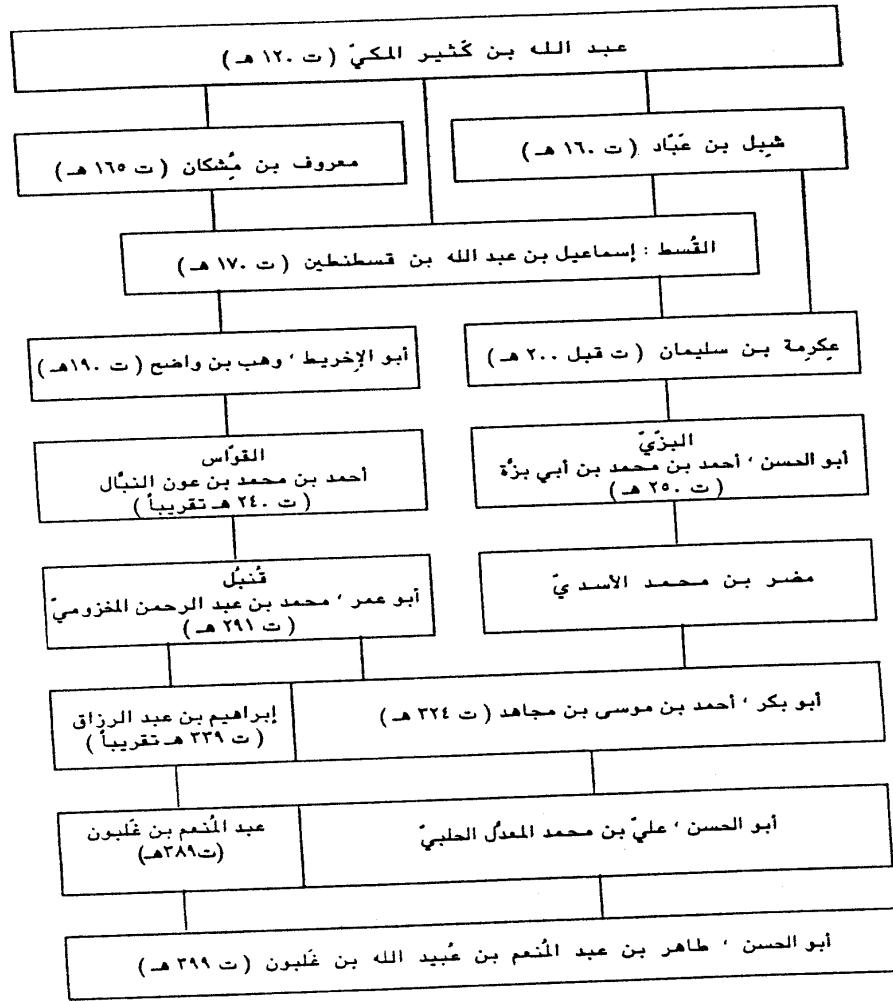 عبد الله بن كَثير المكيّ ( ت ١٢٠ هـ )
شِبل بن عَبّاد ( ت ١٦٠ هـ )
معروف بن مُِشكان ( ت ١٦٥ هـ )
القُسط : إسماعيل بن عبد الله بن قسطنطين ( ت ١٧٠ هـ )
عِكرِمة بن سليمان ( ت قبل ٢٠٠ هـ )
أبو الإخريط ، وهب بن واضح ( ت ١٩٠هـ )
البزّيّ
أبو الحسن ، أحمد بن محمد بن أبي بزّة
( ت ٢٥٠ هـ )
القوّاس
أحمد بن محمد بن عون النبّال
( ت ٢٤٠ هـ تقريباً )
مضر بن محمد الأسديّ
قُنبُل
أبو عمر ، محمد بن عبد الرحمن المخزوميّ
( ت ٢٩١ هـ )
أبو بكر ، أحمد بن موسى بن مجاهد ( ت ٣٢٤ هـ )
إبراهيم بن عبد الرزاق
( ت ٣٣٩ هـ تقريباً )
أبو الحسن ، عليّ بن محمد المعدّل الحلبيّ
عبد المُنعم بن غَلبون
(ت٣٨٩هـ)
أبو الحسن ، طاهر بن عبد المُنعم بن عُبيد الله بن غَلبون ( ت ٣٩٩ هـ )